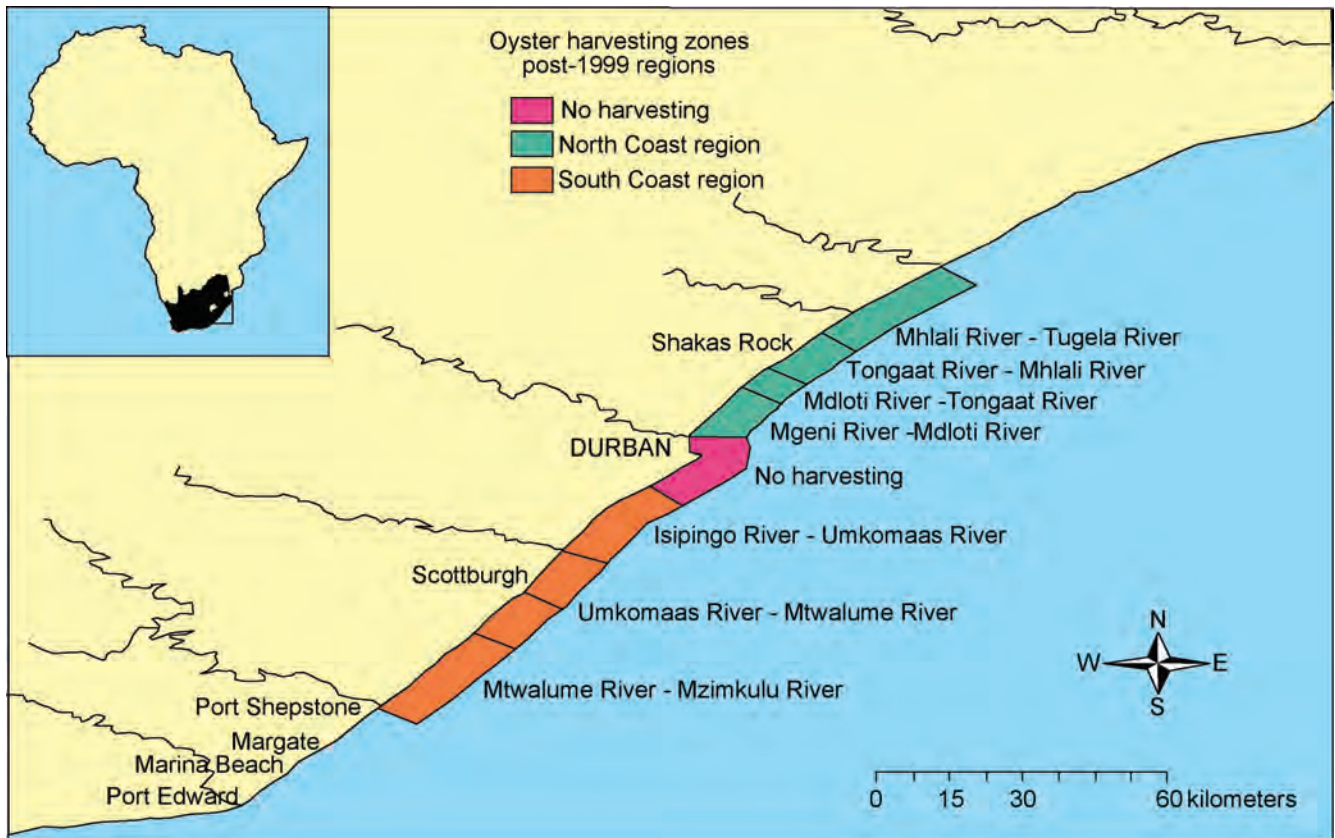 Oyster harvesting zones
post-1999 regions
No harvesting
North Coast region
South Coast region
Shakas Rock
Mhlali River - Tugela River
Tongaat River - Mhlali River
Mdloti River -Tongaat River
Mgeni River -Mdloti River
DURBAN
No harvesting
Isipingo River - Umkomaas River
Scottburgh
Umkomaas River - Mtwalume River
Mtwalume River - Mzimkulu River
Port Shepstone
Margate
Marina Beach
Port Edward
N
W E
S
0 15 30 60 kilometers